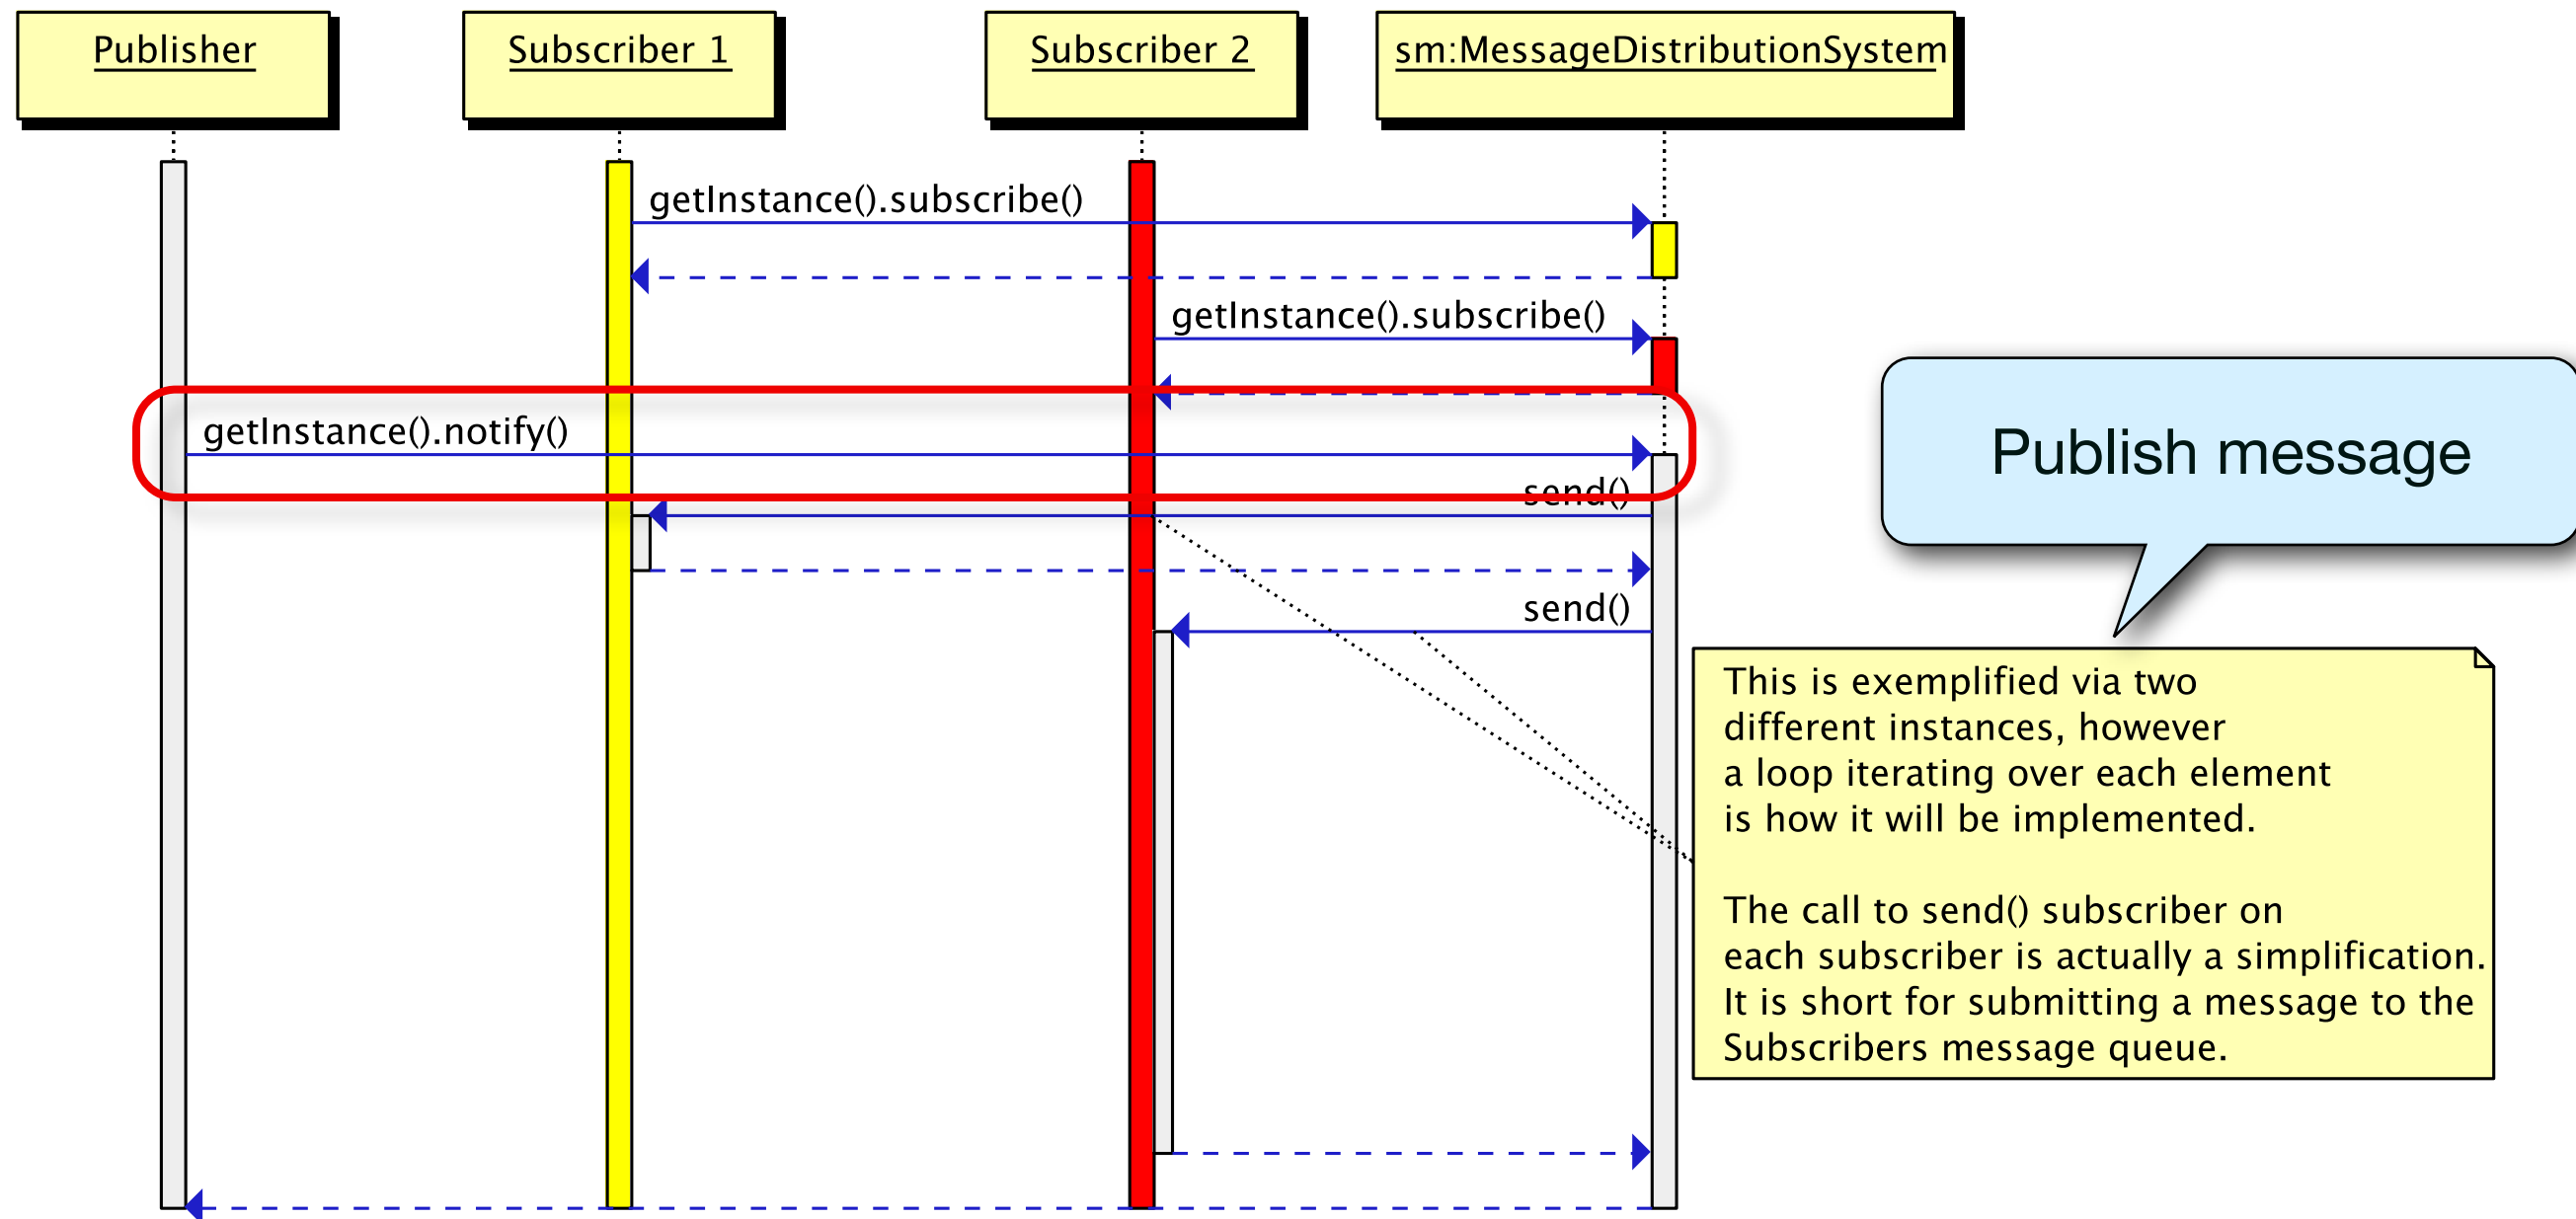 Publisher
Subscriber 1
Subscriber 2
sm:MessageDistributionSystem
getInstance().subscribe()
getInstance().subscribe()
getInstance().notify()
Publish message
send()
send()
This is exemplified via two
different instances, however
a loop iterating over each element
is how it will be implemented.
The call to send() subscriber on
each subscriber is actually a simplification.
It is short for submitting a message to the
Subscribers message queue.